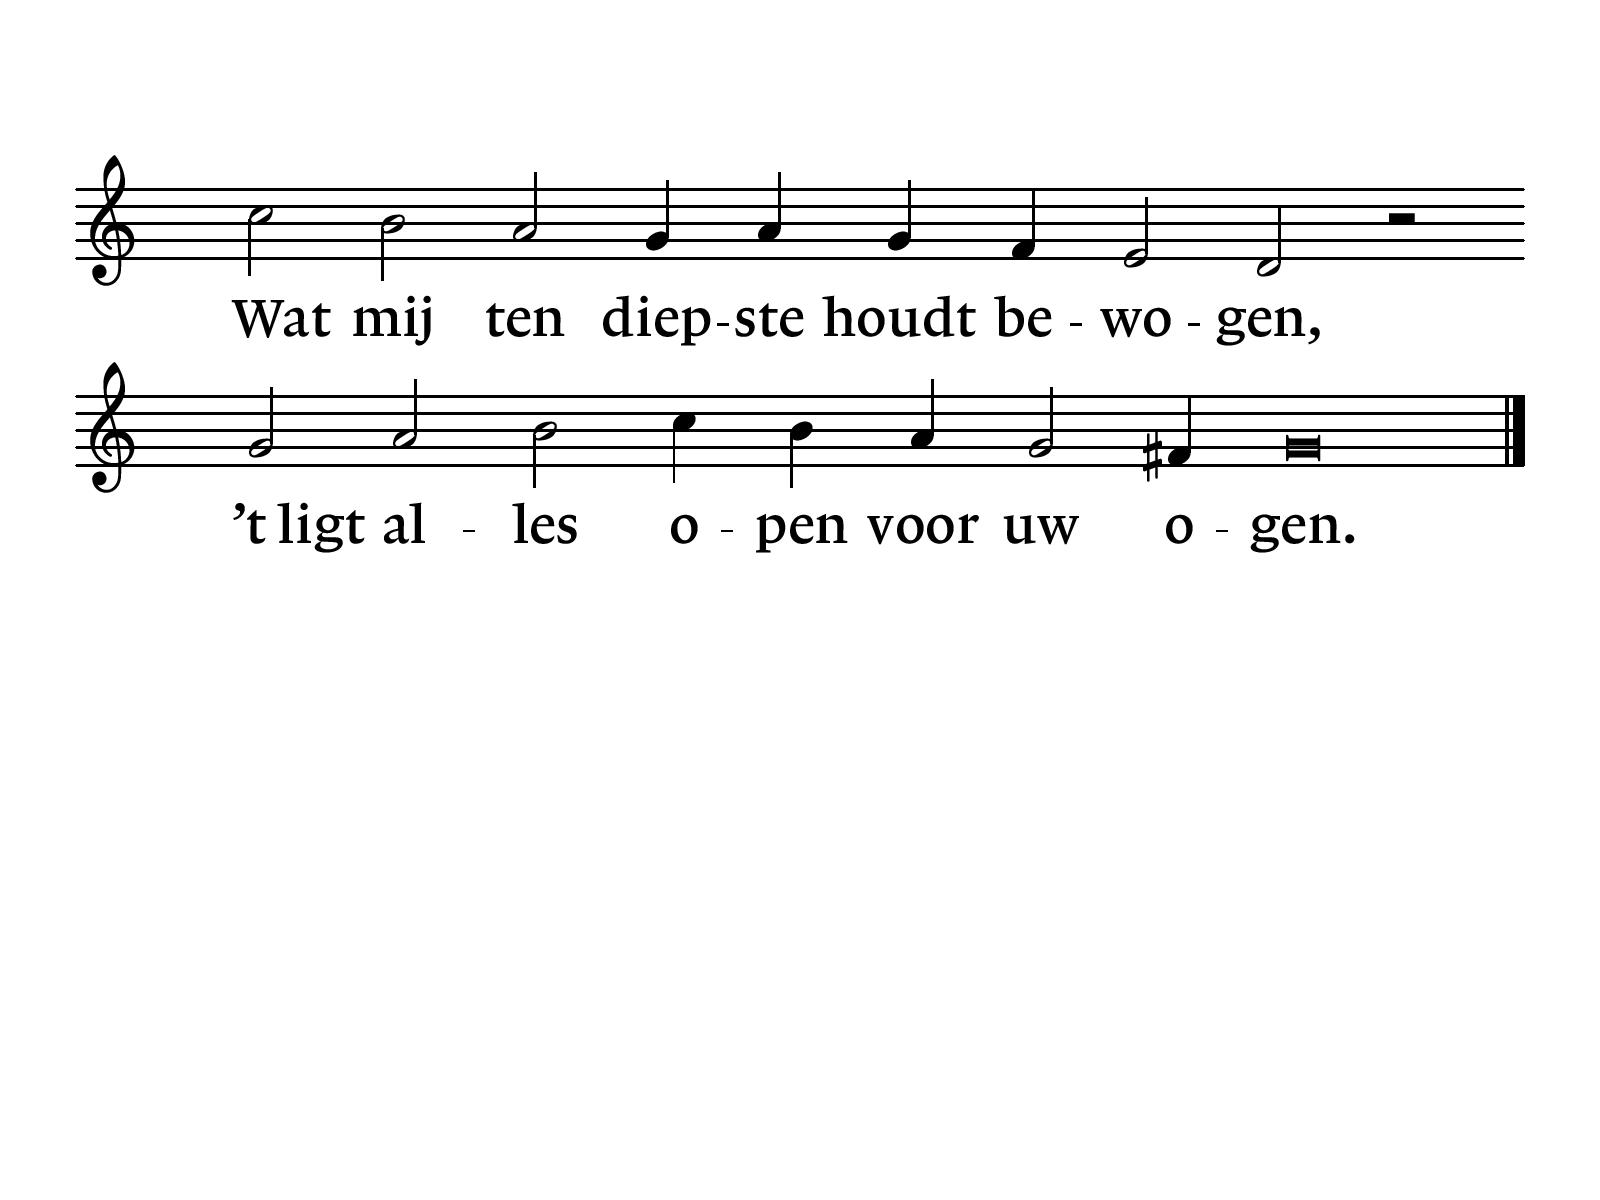 Wat mij ten diep-ste houdt be - wo - gen,
’t ligt al - les o - pen voor uw o - gen.